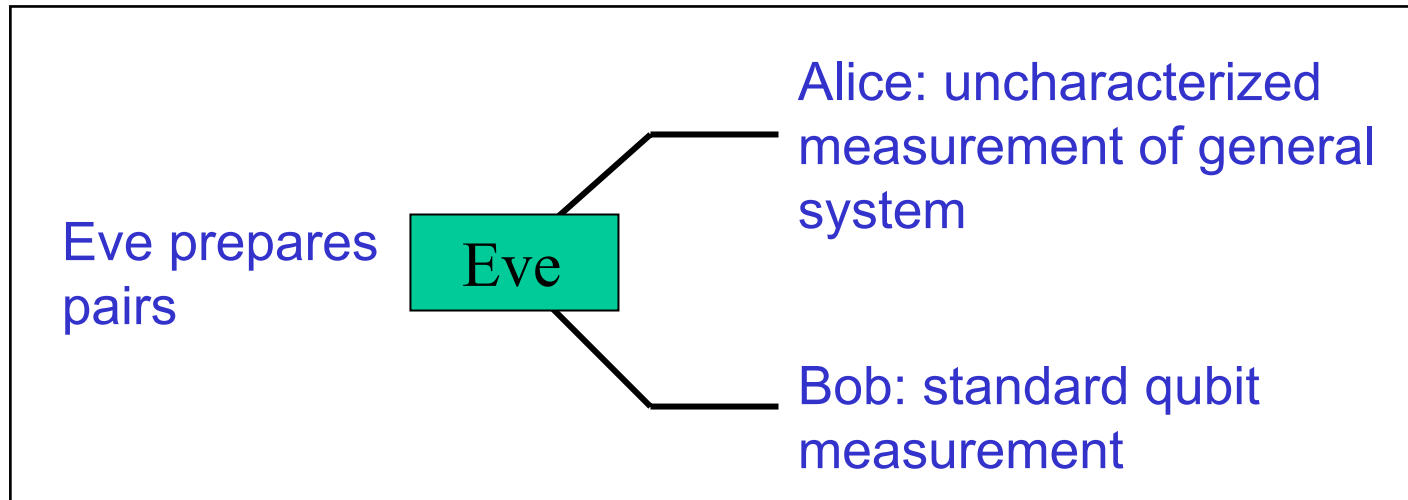 Eve prepares
pairs
Eve
Alice: uncharacterized
measurement of general
system
Bob: standard qubit
measurement